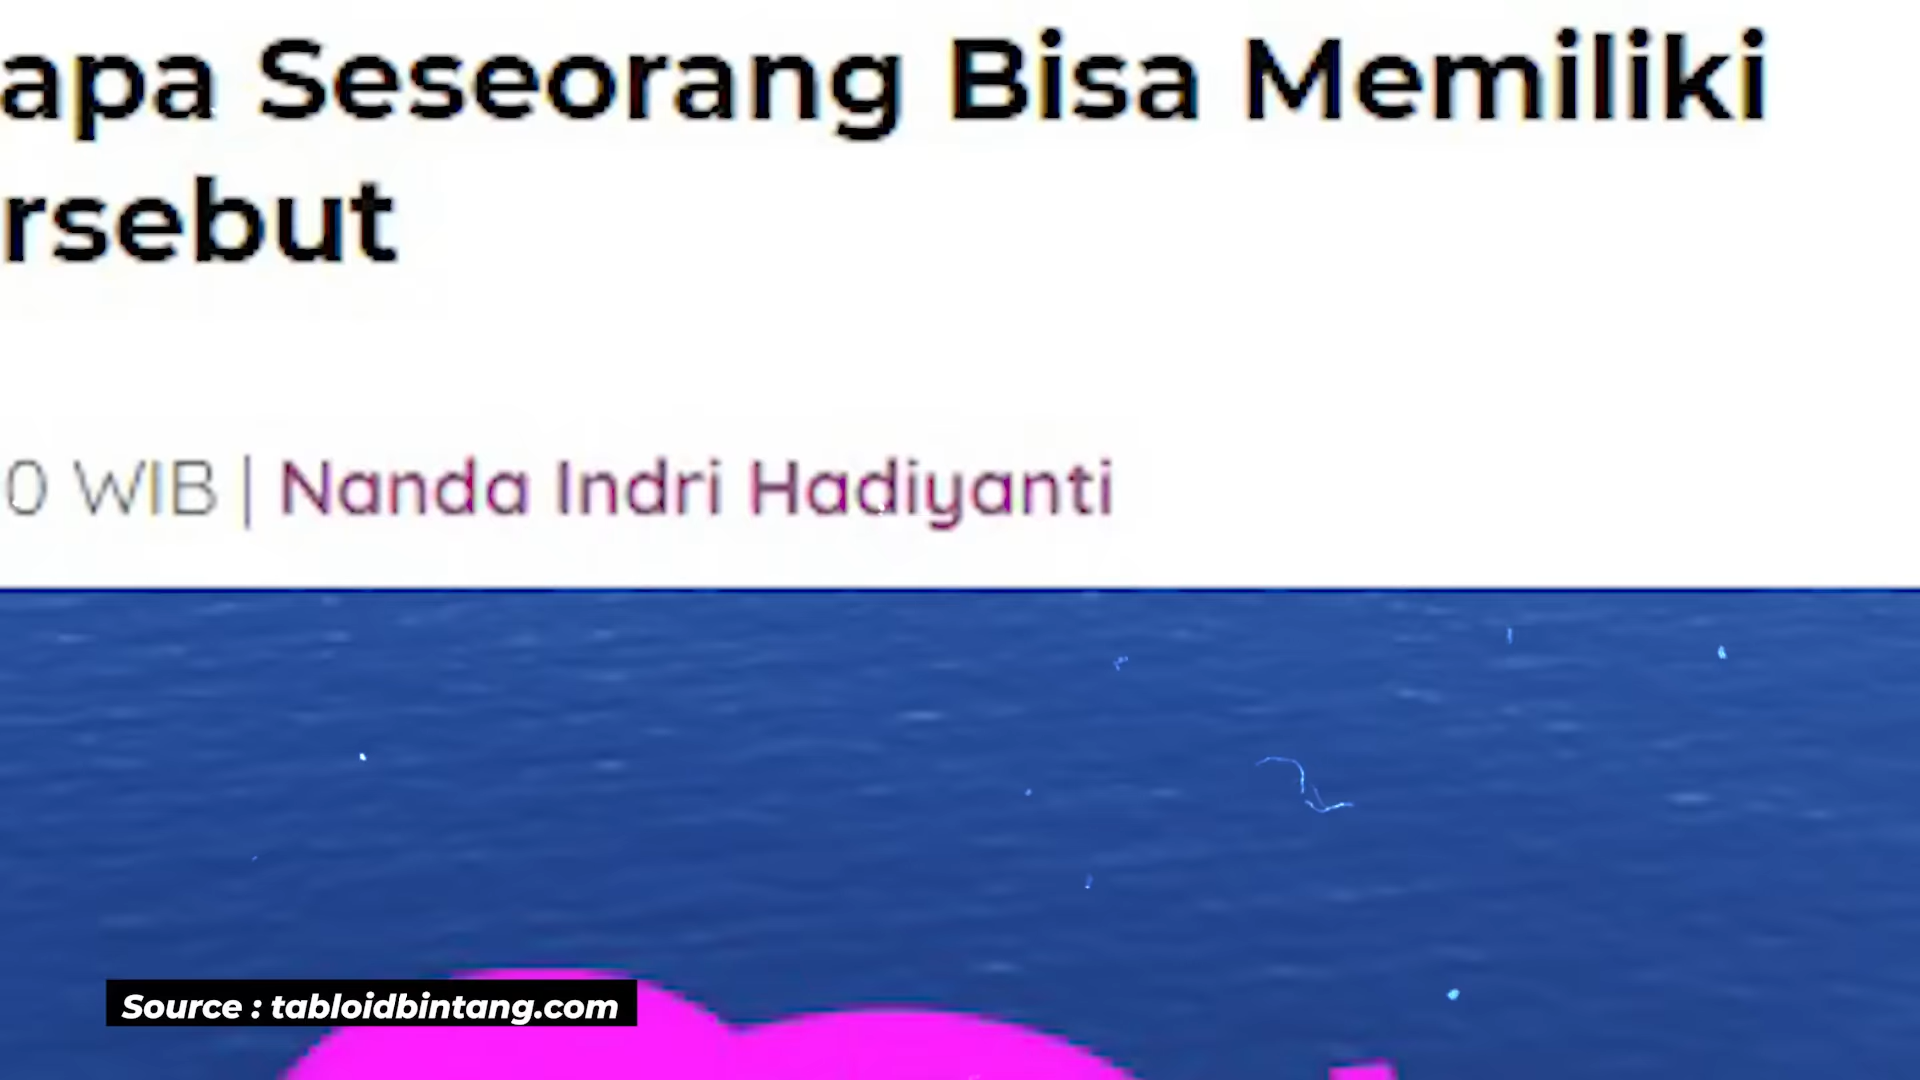 apa Seseorang Bisa Memiliki
rsebut
0 WIB | Nanda Indri Hadiyanti
Source : tabloidbintang.com